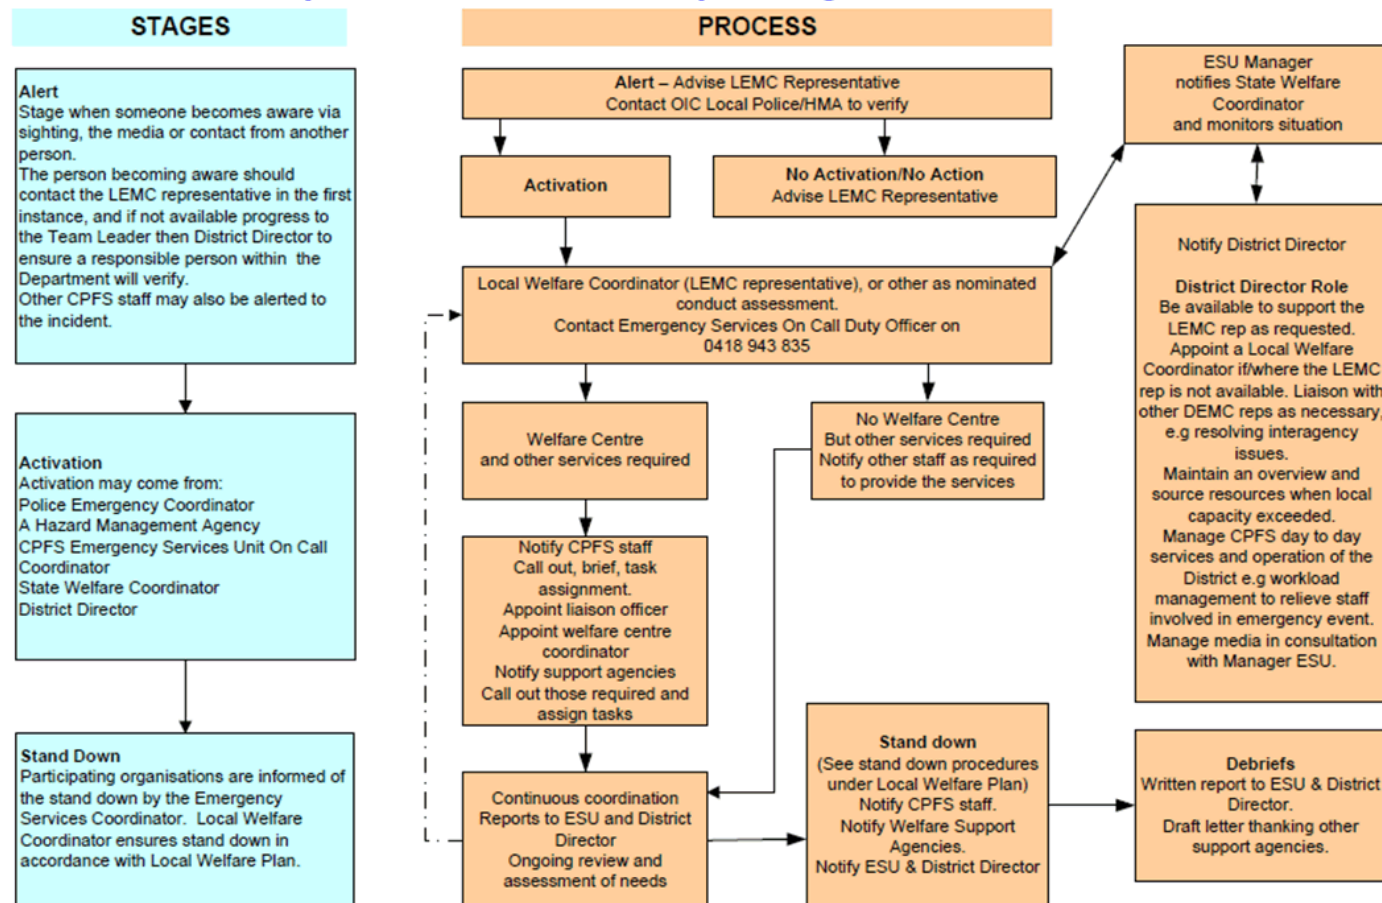 STAGES
Alert
Stage when someone becomes aware via
sighting, the media or contact from another
person.
The person becoming aware should
contact the LEMC representative in the first
instance, and if not available progress to
the Team Leader then District Director to
ensure a responsible person within the
Department will verify.
Other CPFS staff may also be alerted to
the incident.
Activation
Activation may come from:
Police Emergency Coordinator
A Hazard Management Agency
CPFS Emergency Services Unit On Call
Coordinator
State Welfare Coordinator
District Director
Stand Down
Participating organisations are informed of
the stand down by the Emergency
Services Coordinator. Local Welfare
Coordinator ensures stand down in
accordance with Local Welfare Plan.
PROCESS
Alert – Advise LEMC Representative
Contact OIC Local Police/HMA to verify
Activation
No Activation/No Action
Advise LEMC Representative
Local Welfare Coordinator (LEMC representative), or other as nominated
conduct assessment.
Contact Emergency Services On Call Duty Officer on
0418 943 835
Welfare Centre
and other services required
No Welfare Centre
But other services required
Notify other staff as required
to provide the services
Notify CPFS staff
Call out, brief, task
assignment.
Appoint liaison officer
Appoint welfare centre
coordinator
Notify support agencies
Call out those required and
assign tasks
Continuous coordination
Reports to ESU and District
Director
Ongoing review and
assessment of needs
Stand down
(See stand down procedures
under Local Welfare Plan)
Notify CPFS staff.
Notify Welfare Support
Agencies.
Notify ESU & District Director
ESU Manager
notifies State Welfare
Coordinator
and monitors situation
Notify District Director
District Director Role
Be available to support the
LEMC rep as requested.
Appoint a Local Welfare
Coordinator if/where the LEMC
rep is not available. Liaison with
other DEMC reps as necessary,
e.g resolving interagency
issues.
Maintain an overview and
source resources when local
capacity exceeded.
Manage CPFS day to day
services and operation of the
District e.g workload
management to relieve staff
involved in emergency event.
Manage media in consultation
with Manager ESU.
Debriefs
Written report to ESU & District
Director.
Draft letter thanking other
support agencies.